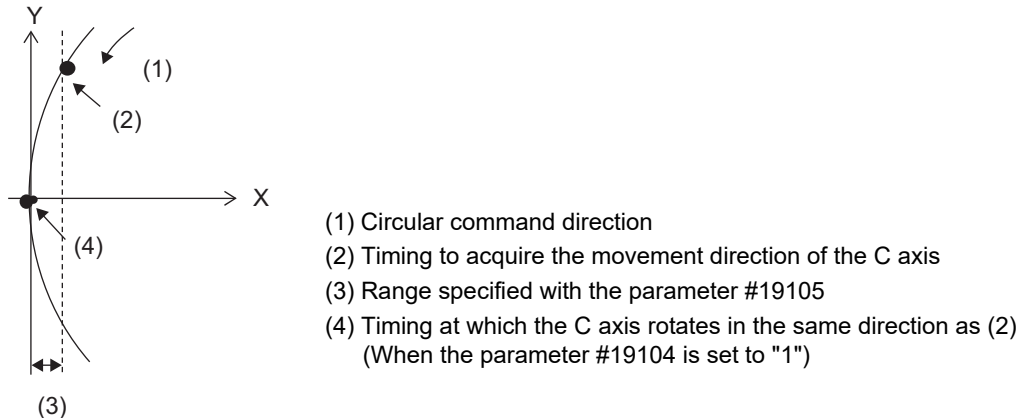 Y
(1)
(2)
X
(4)
(3)
(1) Circular command direction
(2) Timing to acquire the movement direction of the C axis
(3) Range specified with the parameter #19105
(4) Timing at which the C axis rotates in the same direction as (2)
(When the parameter #19104 is set to "1")